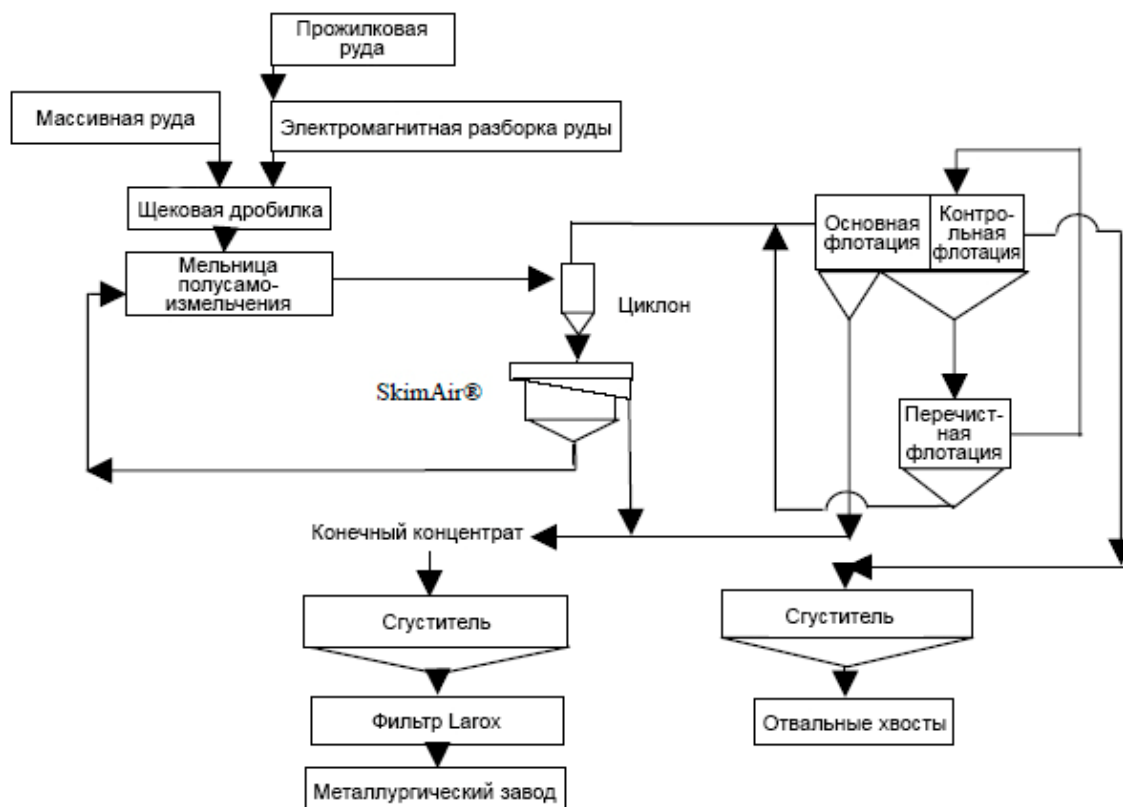 Прожилковая
руда
Массивная руда
Электромагнитная разборка руды
Щековая дробилка
Мельница
полусамо-
измельчения
Циклон
SkimAir®
Основная
флотация
Контро-
льная
флотация
Перечист-
ная
флотация
Конечный концентрат
Сгуститель
Сгуститель
Фильтр Larox
Отвальные хвосты
Металлургический завод